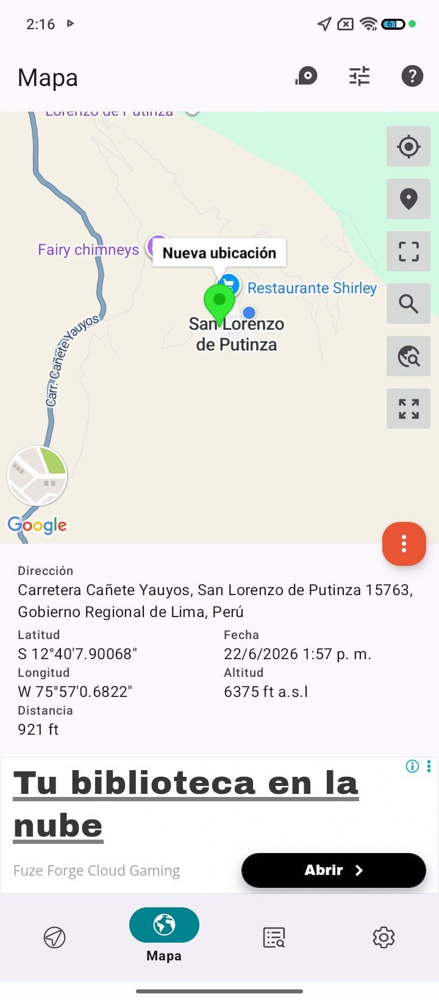 2:16
61
Mapa
Lorenzo de Putinza
Fairy chimneys
Nueva ubicación
Restaurante Shirley
San Lorenzo
de Putinza
Carr. Cañete Yauyos
Google
Dirección
Carretera Cañete Yauyos, San Lorenzo de Putinza 15763,
Gobierno Regional de Lima, Perú
Latitud
Fecha
S 12°40'7.90068"
22/6/2026 1:57 p. m.
Longitud
Altitud
W 75°57'0.6822"
6375 ft a.s.l
Distancia
921 ft
Tu biblioteca en la
nube
Fuze Forge Cloud Gaming
Abrir
Mapa